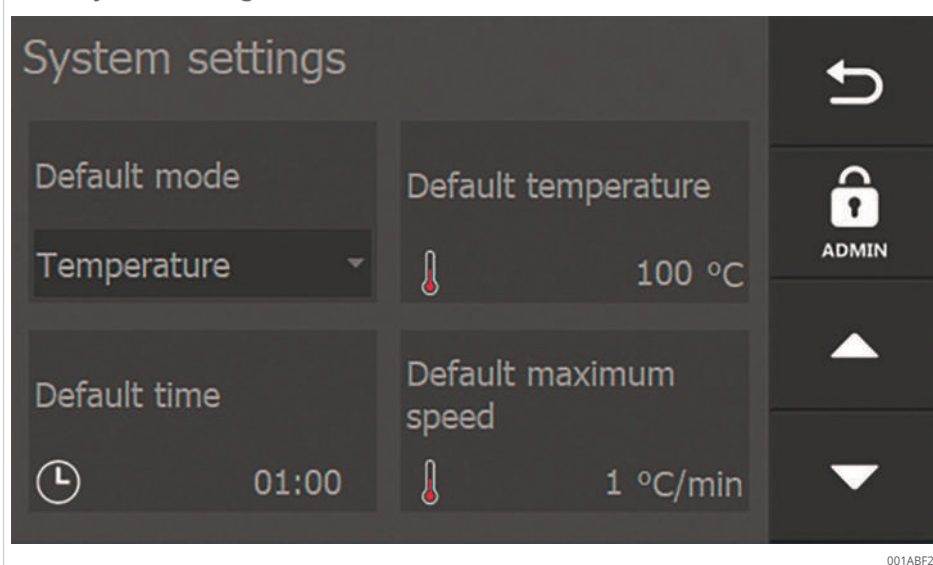 System settings
Default mode
Temperature
Default temperature
100 °C
ADMIN
Default time
01:00
Default maximum
speed
1 °C/min
001ABF2